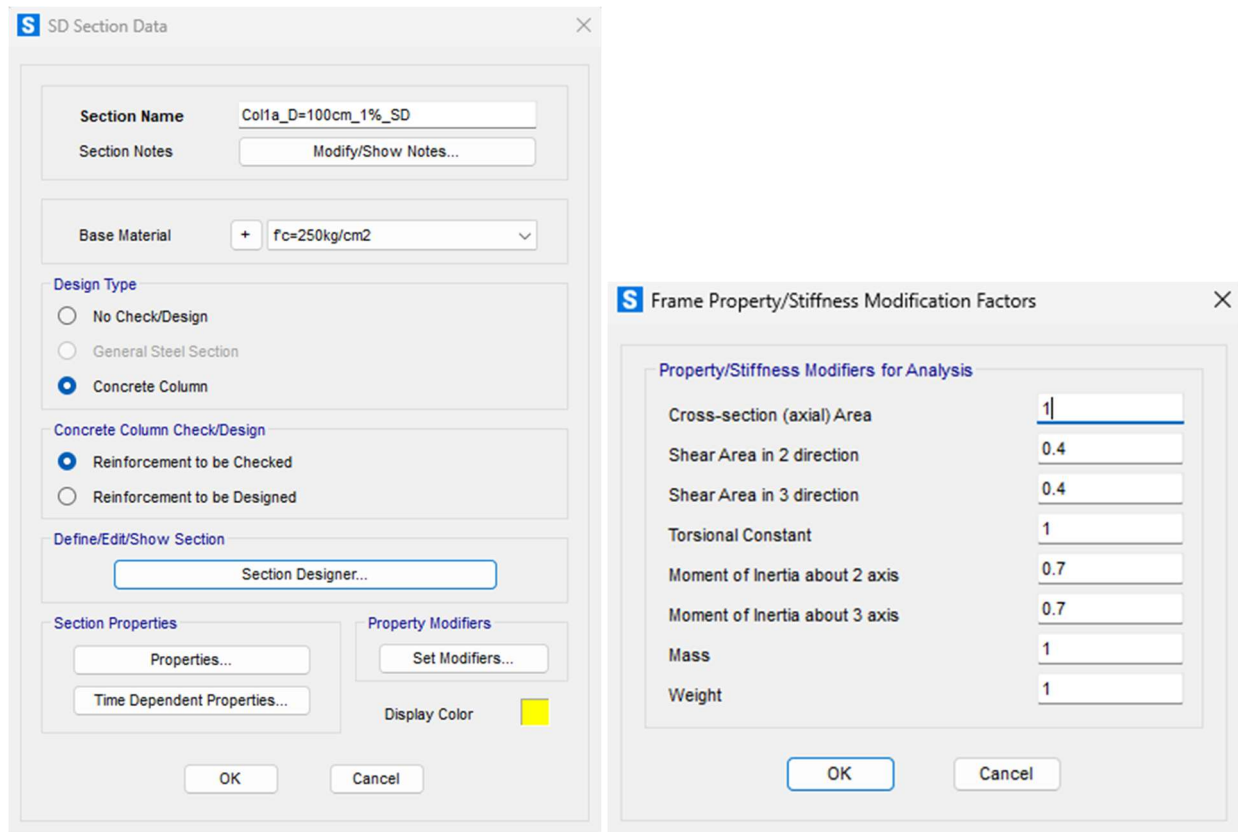 S SD Section Data
Section Name Col1a_D=100cm_1%_SD
Section Notes Modify/Show Notes...
Base Material + f'c=250kg/cm2
Design Type
No Check/Design
General Steel Section
Concrete Column
Concrete Column Check/Design
Reinforcement to be Checked
Reinforcement to be Designed
Define/Edit/Show Section
Section Designer...
Section Properties
Properties...
Time Dependent Properties...
Property Modifiers
Set Modifiers...
Display Color
OK Cancel
S Frame Property/Stiffness Modification Factors
Property/Stiffness Modifiers for Analysis
Cross-section (axial) Area 1
Shear Area in 2 direction 0.4
Shear Area in 3 direction 0.4
Torsional Constant 1
Moment of Inertia about 2 axis 0.7
Moment of Inertia about 3 axis 0.7
Mass 1
Weight 1
OK Cancel